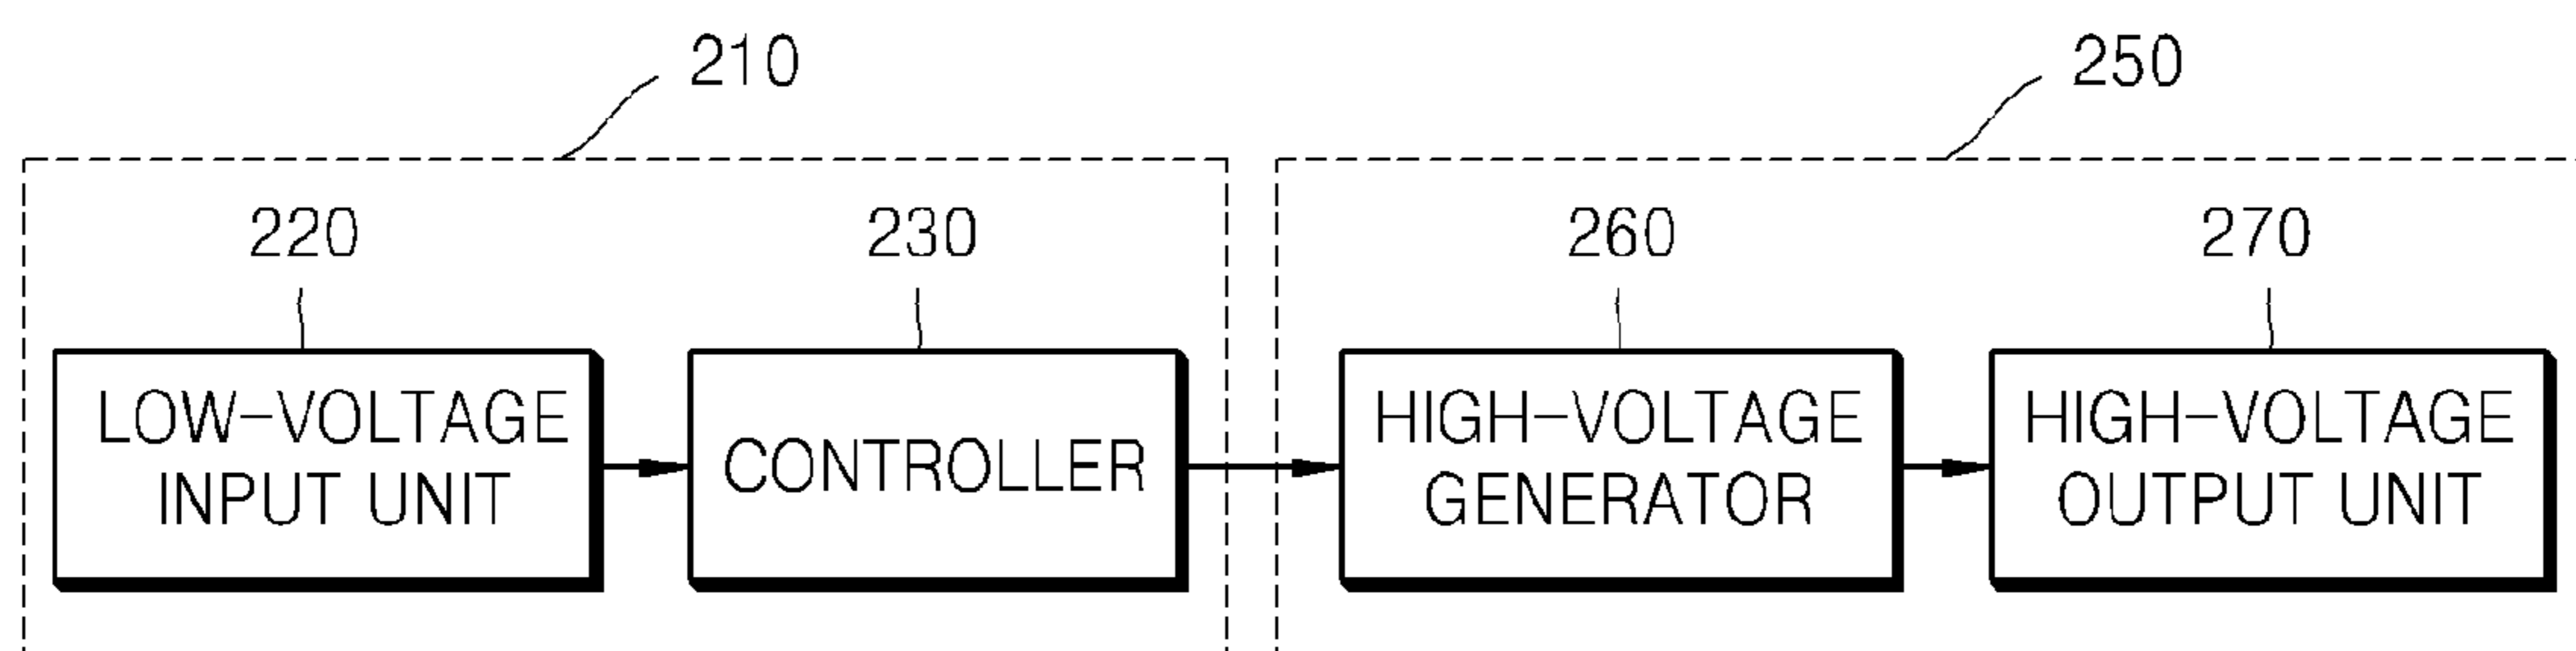 210
250
220
230
260
270
LOW-VOLTAGE
INPUT UNIT
CONTROLLER
HIGH-VOLTAGE
GENERATOR
HIGH-VOLTAGE
OUTPUT UNIT